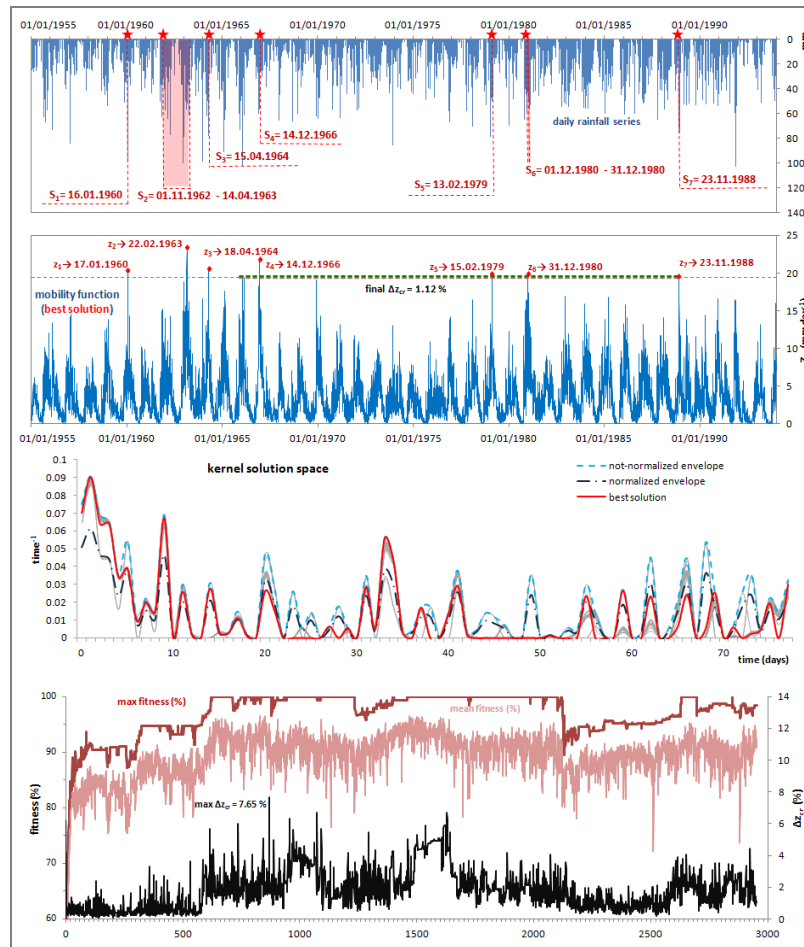 01/01/1955 01/01/1960 01/01/1965 01/01/1970 01/01/1975 01/01/1980 01/01/1985 01/01/1990
mm
0
20
40
60
80
100
120
140
daily rainfall series
S4= 14.12.1966
S3= 15.04.1964
S6= 01.12.1980 - 31.12.1980
S1= 16.01.1960
S2= 01.11.1962 - 14.04.1963
S5= 13.02.1979
S7= 23.11.1988
25
20
15
10
5
0
z2→ 22.02.1963
z3→ 18.04.1964
z1→ 17.01.1960
z4→ 14.12.1966
z5→ 15.02.1979
z6→ 31.12.1980
z7→ 23.11.1988
mobility function
(best solution)
final Δzcr = 1.12 %
01/01/1955 01/01/1960 01/01/1965 01/01/1970 01/01/1975 01/01/1980 01/01/1985 01/01/1990
kernel solution space
not-normalized envelope
normalized envelope
best solution
time-1
0.1
0.09
0.08
0.07
0.06
0.05
0.04
0.03
0.02
0.01
0
0 10 20 30 40 50 60 70
time (days)
max fitness (%)
mean fitness (%)
max Δzcr = 7.65 %
fitness (%)
100
90
80
70
60
Δzcr (%)
14
12
10
8
6
4
2
0
0 500 1000 1500 2000 2500 3000